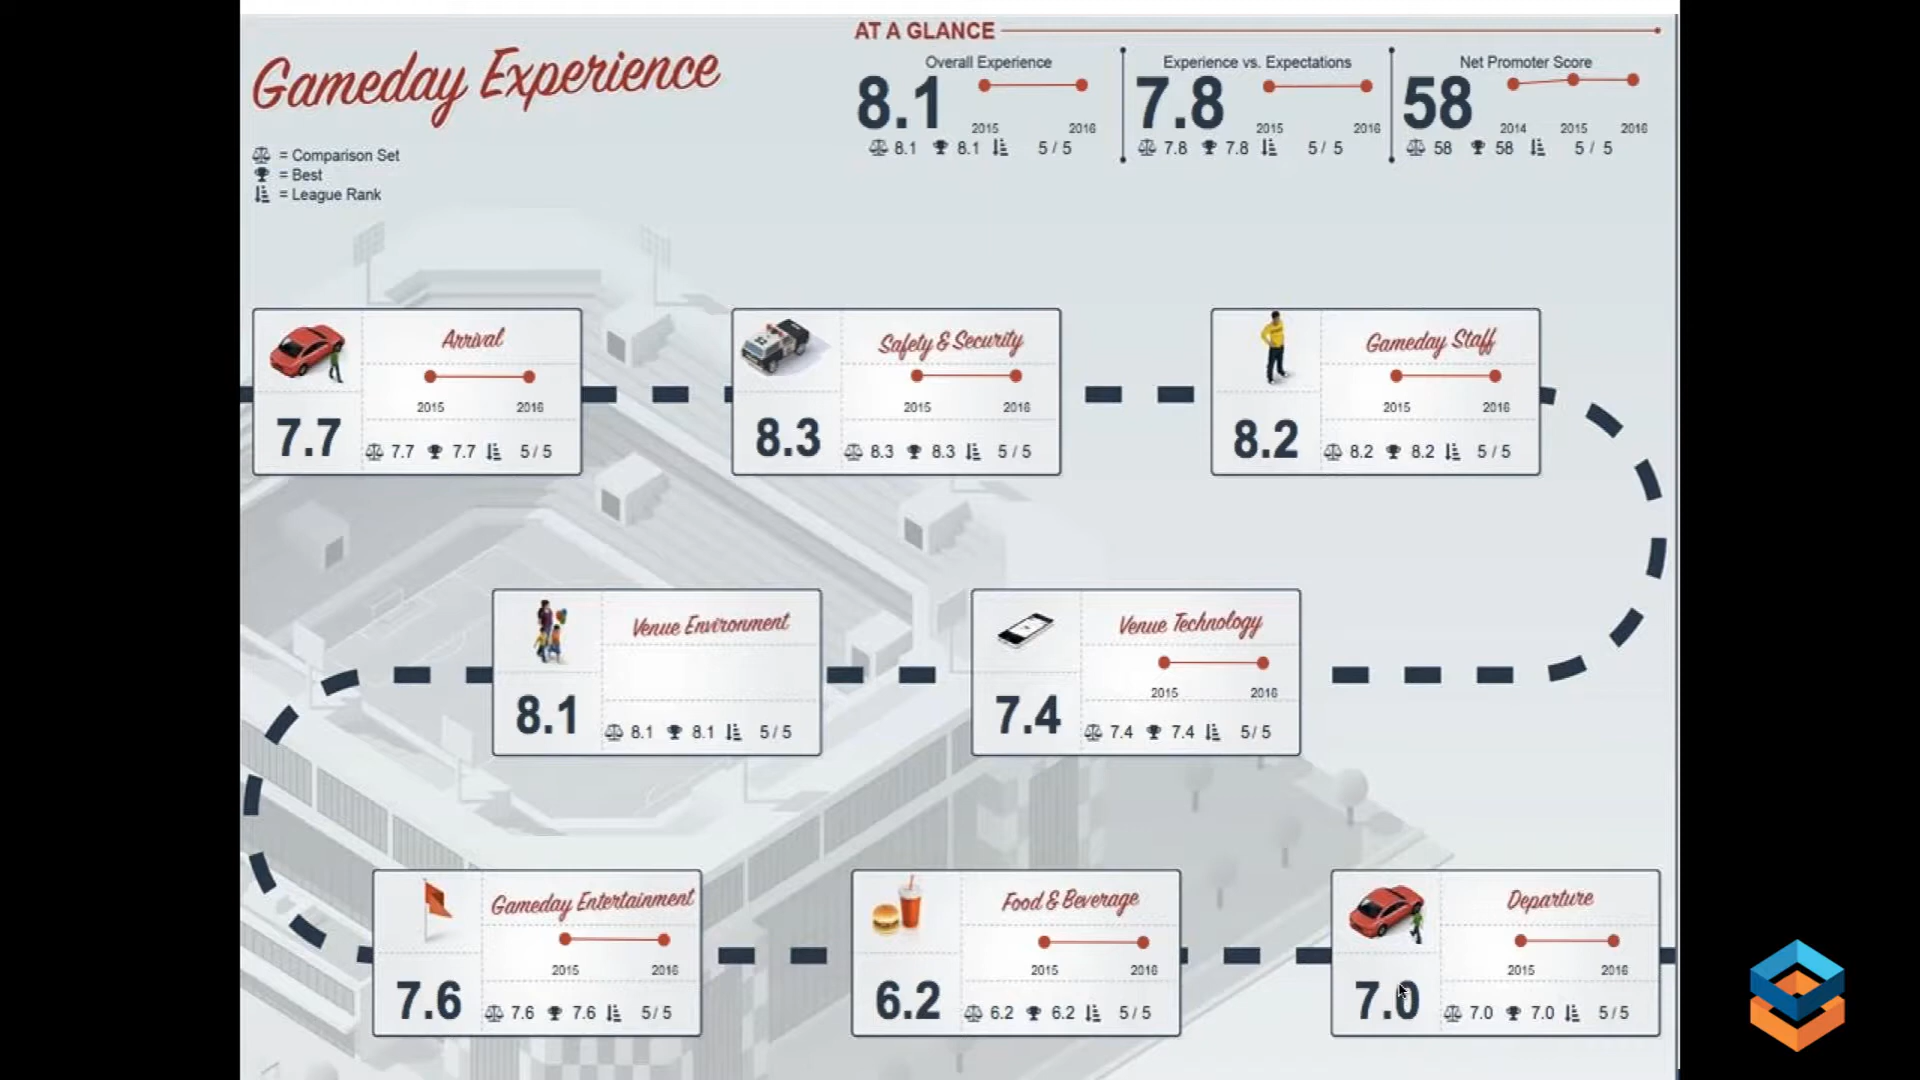 AT A GLANCE
Gameday Experience
Overall Experience
8.1
2015 2016
8.1 8.1 5 / 5
Experience vs. Expectations
7.8
2015 2016
7.8 7.8 5 / 5
Net Promoter Score
58
2014 2015 2016
58 58 5 / 5
= Comparison Set
= Best
= League Rank
Arrival
2015 2016
7.7
7.7 7.7 5 / 5
Safety & Security
2015 2016
8.3
8.3 8.3 5 / 5
Gameday Staff
2015 2016
8.2
8.2 8.2 5 / 5
Venue Environment
8.1
8.1 8.1 5 / 5
Venue Technology
2015 2016
7.4
7.4 7.4 5 / 5
Gameday Entertainment
2015 2016
7.6
7.6 7.6 5 / 5
Food & Beverage
2015 2016
6.2
6.2 6.2 5 / 5
Departure
2015 2016
7.0
7.0 7.0 5 / 5